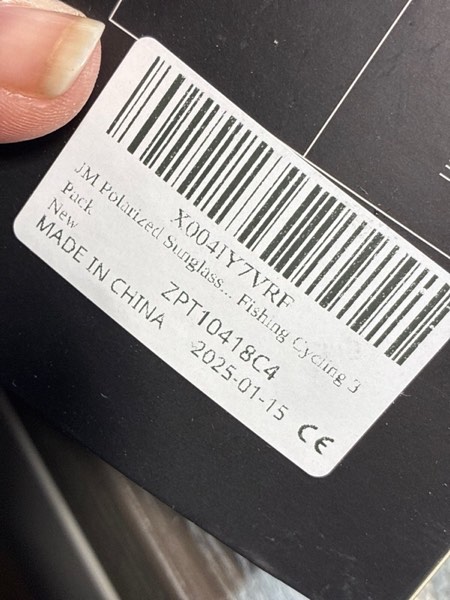 X004IY7VRF
JM Polarized Sunglass... Fishing Cycling 3
Pack
New
ZPT10418C4
MADE IN CHINA
2025-01-15
CE